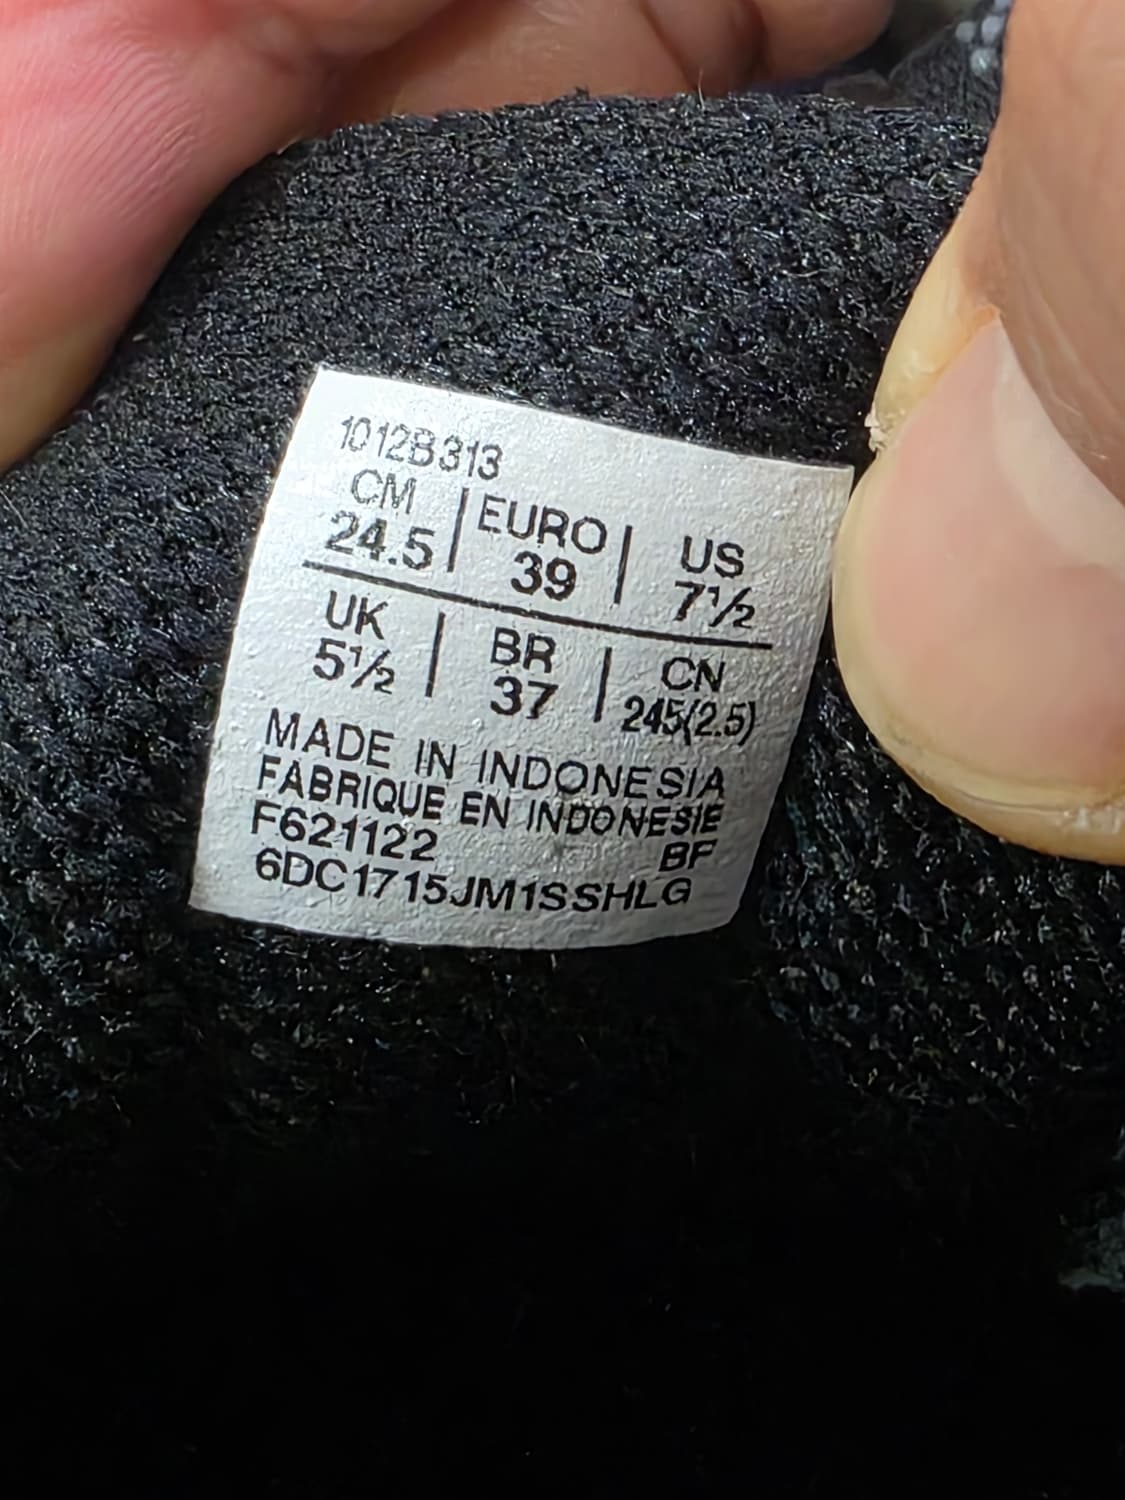 1012B313
CM | EURO | US
24.5 | 39 | 7½
UK | BR | CN
5½ | 37 | 245(2.5)
MADE IN INDONESIA
FABRIQUE EN INDONESIE
F621122 BF
6DC1715JM1SSHLG